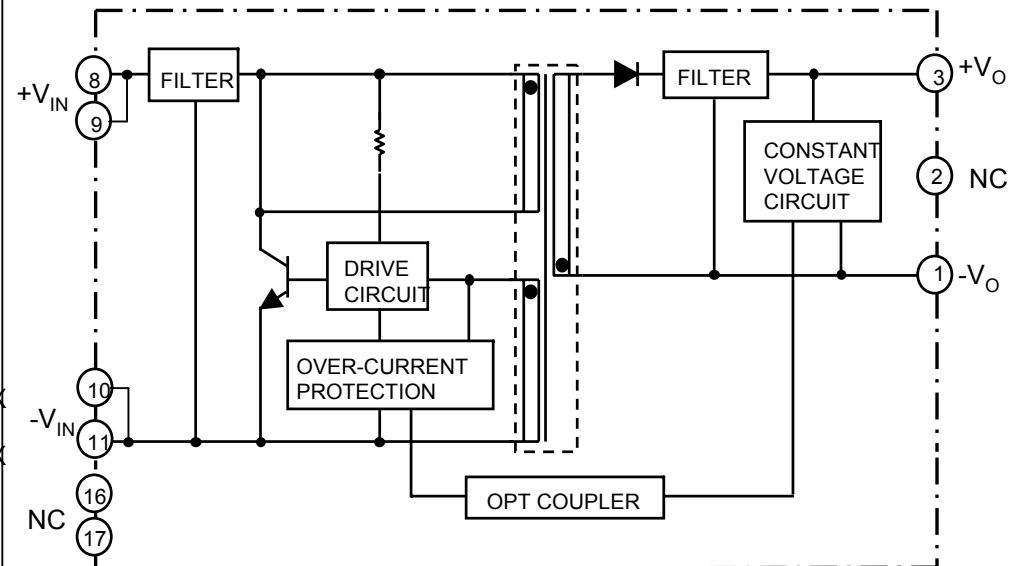 8
9
+VIN
FILTER
FILTER
3
+VO
CONSTANT
VOLTAGE
CIRCUIT
2
NC
DRIVE
CIRCUIT
1
-VO
OVER-CURRENT
PROTECTION
10
-VIN
11
16
NC
17
OPT COUPLER